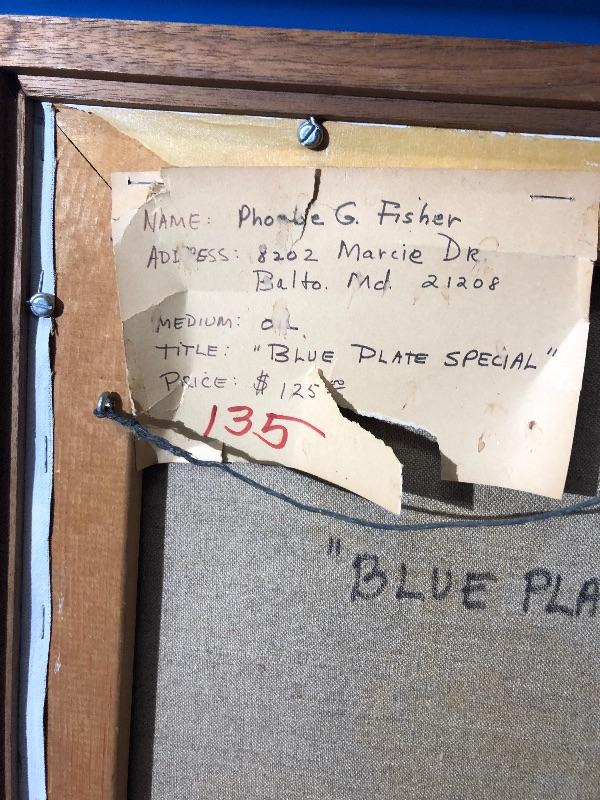 NAME: Phoebe G. Fisher
ADDRESS: 8202 Marcie DR.
Balto. Md. 21208
MEDIUM: OIL
TITLE: "BLUE PLATE SPECIAL"
PRICE: $125.00
135
"BLUE PLA